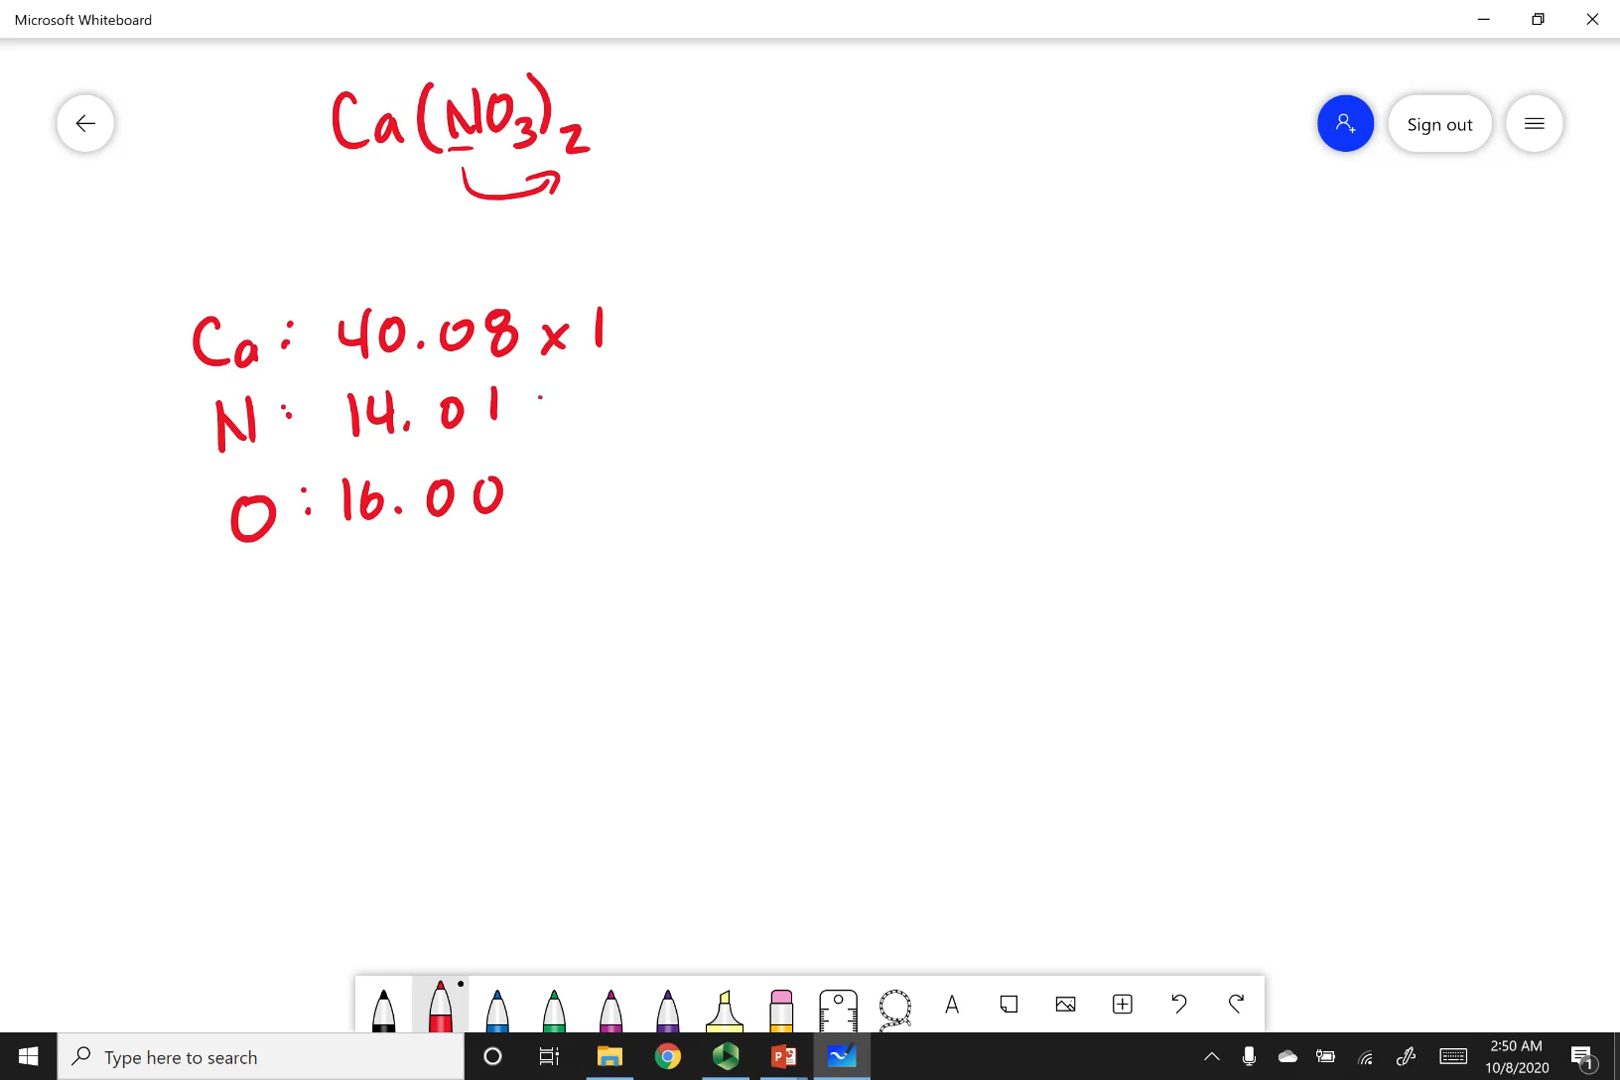 Microsoft Whiteboard
Ca(NO₃)₂
Sign out
Ca: 40.08 x 1
N: 14.01
O: 16.00
A
Type here to search
2:50 AM
10/8/2020
1